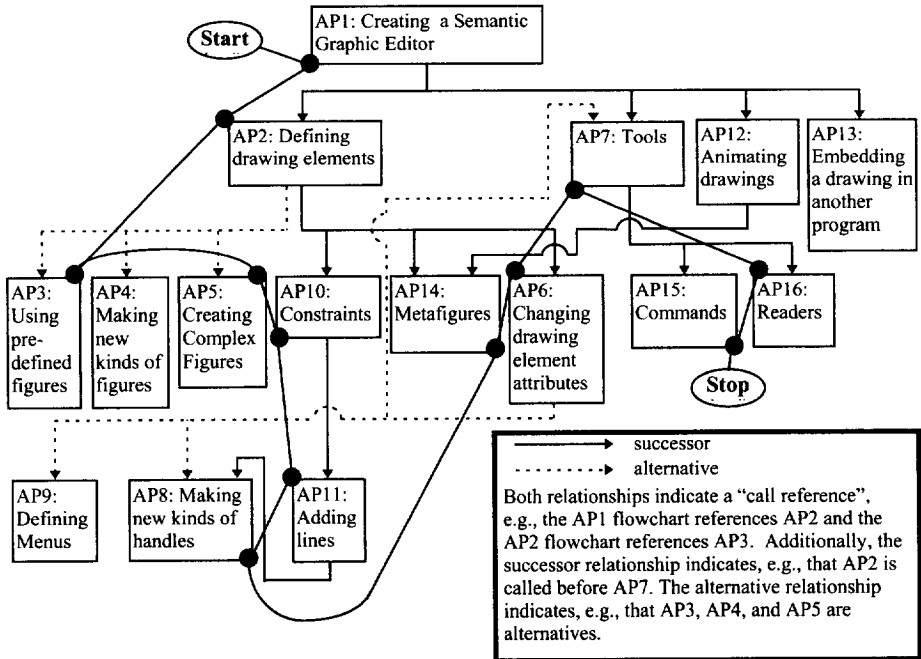 AP1: Creating a Semantic
Graphic Editor
Start
AP2: Defining
drawing elements
AP7: Tools
AP12:
Animating
drawings
AP13:
Embedding
a drawing in
another
program
AP3:
Using
pre-
defined
figures
AP4:
Making
new
kinds of
figures
AP5:
Creating
Complex
Figures
AP10:
Constraints
AP14:
Metafigures
AP6:
Changing
drawing
element
attributes
AP15:
Commands
AP16:
Readers
Stop
AP9:
Defining
Menus
AP8: Making
new kinds of
handles
AP11:
Adding
lines
successor
alternative
Both relationships indicate a “call reference”,
e.g., the AP1 flowchart references AP2 and the
AP2 flowchart references AP3. Additionally, the
successor relationship indicates, e.g., that AP2 is
called before AP7. The alternative relationship
indicates, e.g., that AP3, AP4, and AP5 are
alternatives.